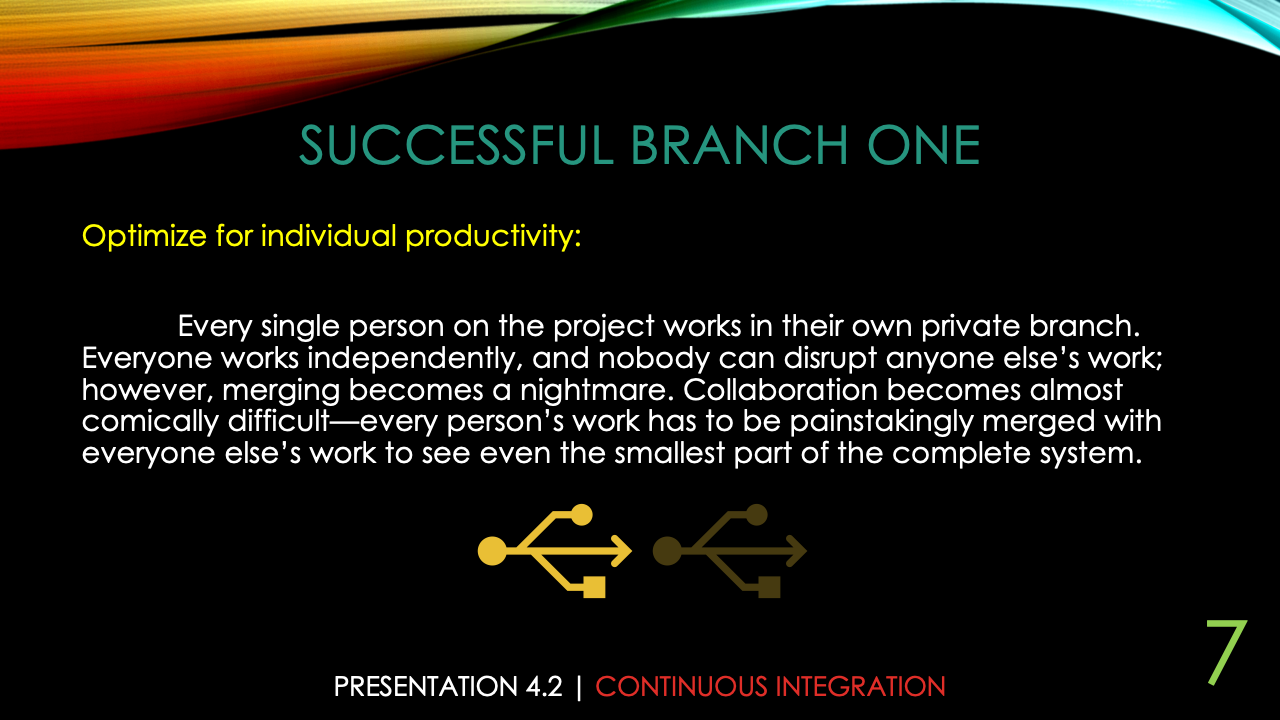 SUCCESSFUL BRANCH ONE
Optimize for individual productivity:
Every single person on the project works in their own private branch.
Everyone works independently, and nobody can disrupt anyone else’s work;
however, merging becomes a nightmare. Collaboration becomes almost
comically difficult—every person’s work has to be painstakingly merged with
everyone else’s work to see even the smallest part of the complete system.
7
PRESENTATION 4.2 | CONTINUOUS INTEGRATION